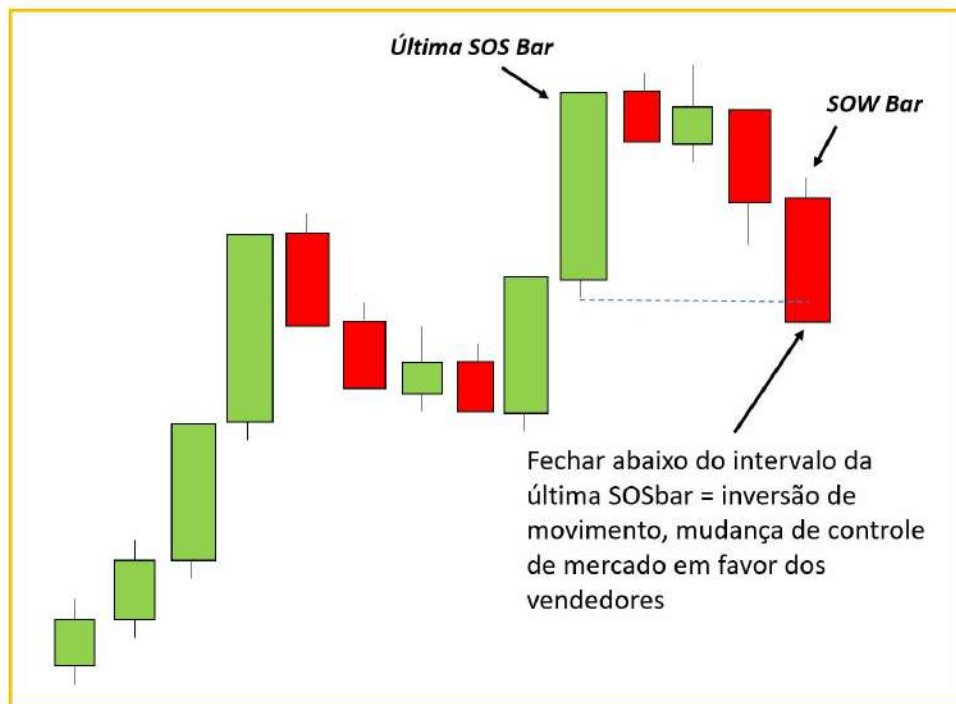 Última SOS Bar
SOW Bar
Fechar abaixo do intervalo da
última SOSbar = inversão de
movimento, mudança de controle
de mercado em favor dos
vendedores